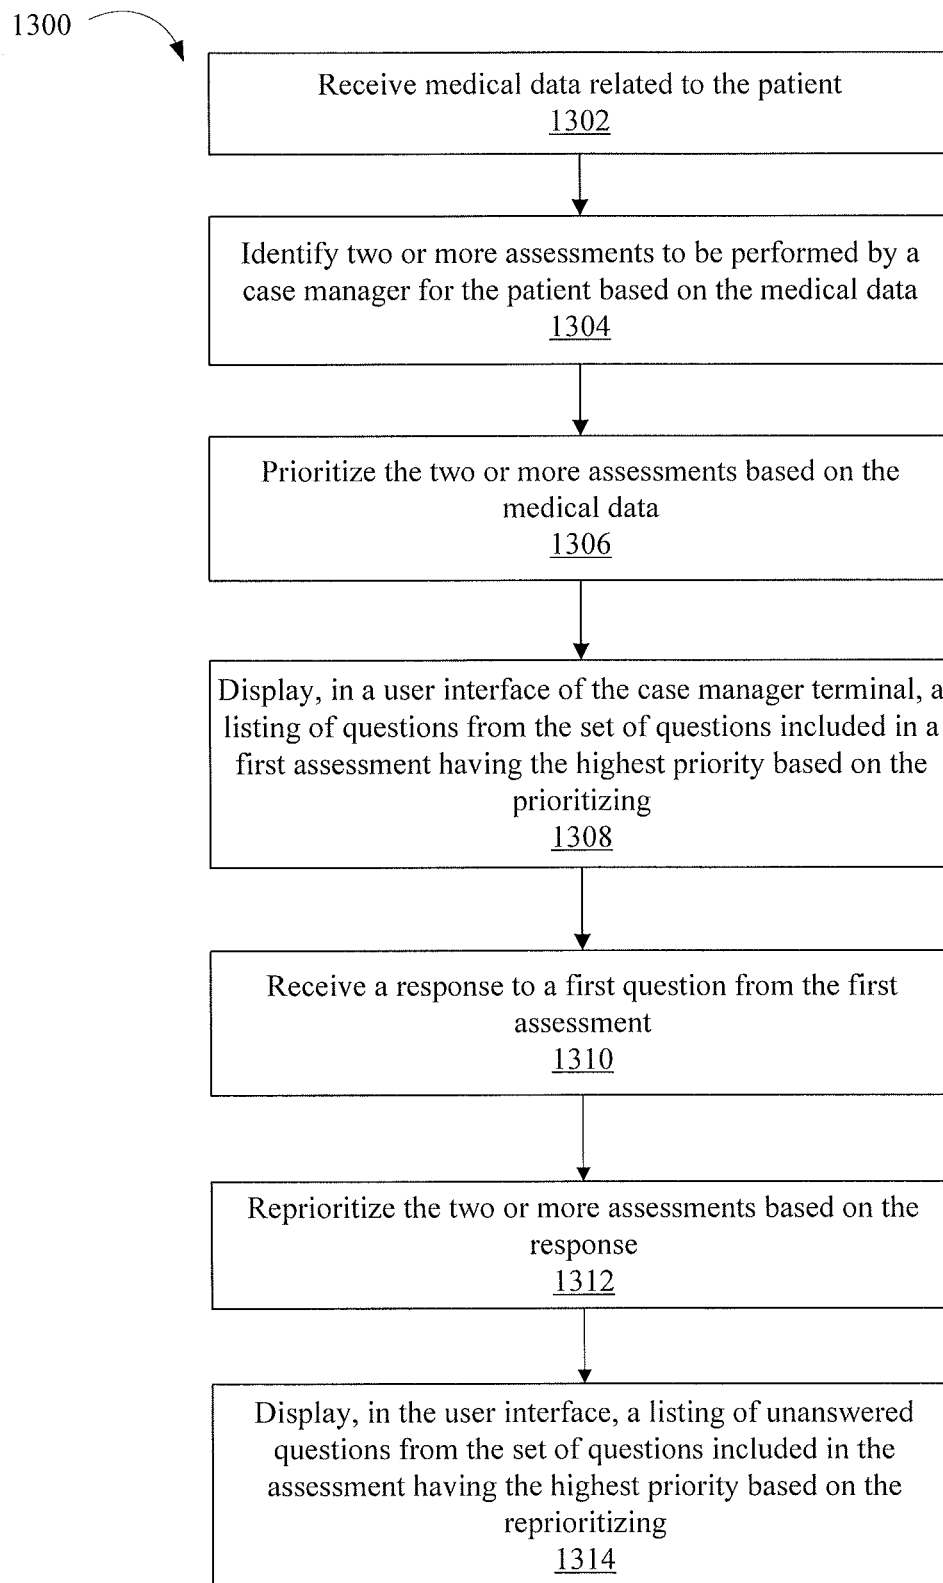 1300
Receive medical data related to the patient
1302
Identify two or more assessments to be performed by a
case manager for the patient based on the medical data
1304
Prioritize the two or more assessments based on the
medical data
1306
Display, in a user interface of the case manager terminal, a
listing of questions from the set of questions included in a
first assessment having the highest priority based on the
prioritizing
1308
Receive a response to a first question from the first
assessment
1310
Reprioritize the two or more assessments based on the
response
1312
Display, in the user interface, a listing of unanswered
questions from the set of questions included in the
assessment having the highest priority based on the
reprioritizing
1314